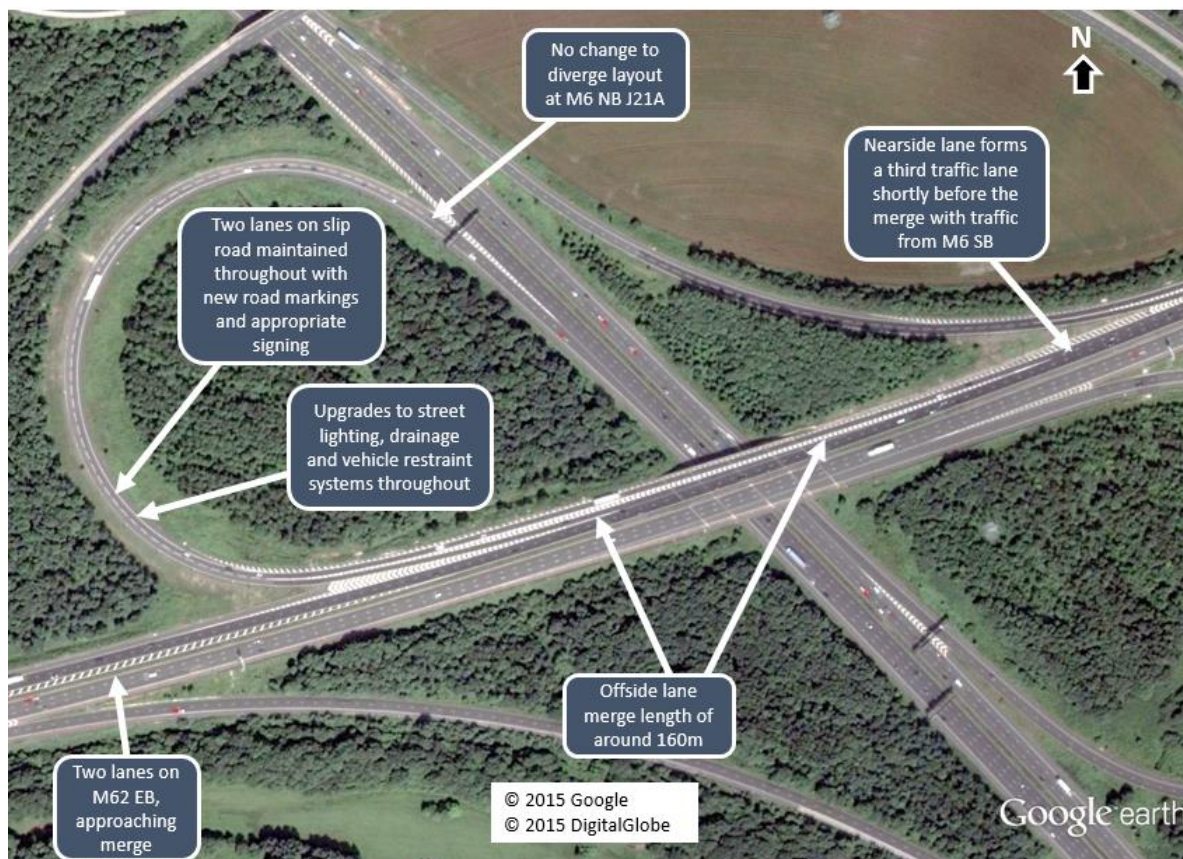 No change to
diverge layout
at M6 NB J21A
N
Nearside lane forms
a third traffic lane
shortly before the
merge with traffic
from M6 SB
Two lanes on slip
road maintained
throughout with
new road markings
and appropriate
signing
Upgrades to street
lighting, drainage
and vehicle restraint
systems throughout
Offside lane
merge length of
around 160m
Two lanes on
M62 EB,
approaching
merge
© 2015 Google
© 2015 DigitalGlobe
Google earth